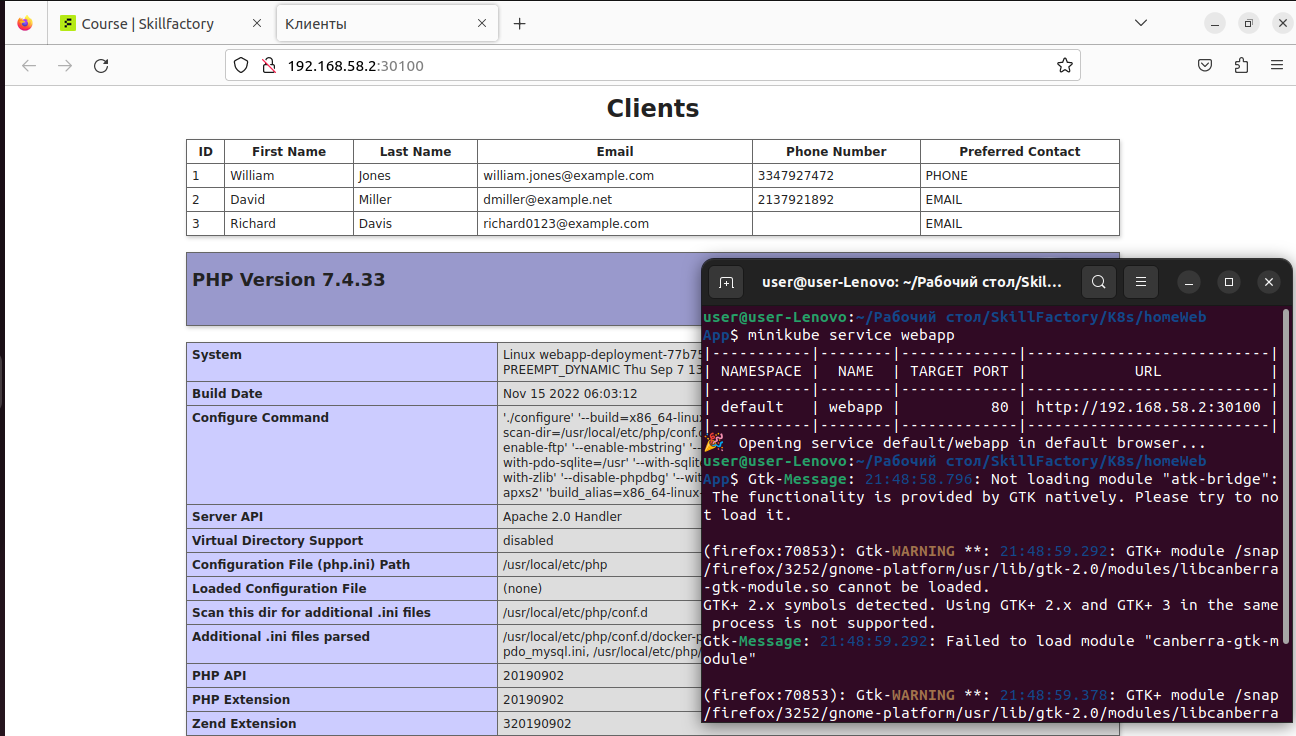 Course | Skillfactory
Клиенты
192.168.58.2:30100
Clients
ID First Name Last Name Email Phone Number Preferred Contact
1 William Jones william.jones@example.com 3347927472 PHONE
2 David Miller dmiller@example.net 2137921892 EMAIL
3 Richard Davis richard0123@example.com EMAIL
PHP Version 7.4.33
System Linux webapp-deployment-77b75
PREEMPT_DYNAMIC Thu Sep 7 13
Build Date Nov 15 2022 06:03:12
Configure Command './configure' '--build=x86_64-linu
scan-dir=/usr/local/etc/php/conf.d
enable-ftp' '--enable-mbstring' '--
with-pdo-sqlite=/usr' '--with-sqlit
with-zlib' '--disable-phpdbg' '--wit
apxs2' 'build_alias=x86_64-linux-
Server API Apache 2.0 Handler
Virtual Directory Support disabled
Configuration File (php.ini) Path /usr/local/etc/php
Loaded Configuration File (none)
Scan this dir for additional .ini files /usr/local/etc/php/conf.d
Additional .ini files parsed /usr/local/etc/php/conf.d/docker-p
pdo_mysql.ini, /usr/local/etc/php/
PHP API 20190902
PHP Extension 20190902
Zend Extension 320190902
user@user-Lenovo: ~/Рабочий стол/Skil...
user@user-Lenovo:~/Рабочий стол/SkillFactory/K8s/homeWeb
App$ minikube service webapp
|-----------|--------|-------------|---------------------------|
| NAMESPACE | NAME | TARGET PORT | URL |
|-----------|--------|-------------|---------------------------|
| default | webapp | 80 | http://192.168.58.2:30100 |
|-----------|--------|-------------|---------------------------|
🎉 Opening service default/webapp in default browser...
user@user-Lenovo:~/Рабочий стол/SkillFactory/K8s/homeWeb
App$ Gtk-Message: 21:48:58.796: Not loading module "atk-bridge":
The functionality is provided by GTK natively. Please try to no
t load it.
(firefox:70853): Gtk-WARNING **: 21:48:59.292: GTK+ module /snap
/firefox/3252/gnome-platform/usr/lib/gtk-2.0/modules/libcanberra
-gtk-module.so cannot be loaded.
GTK+ 2.x symbols detected. Using GTK+ 2.x and GTK+ 3 in the same
process is not supported.
Gtk-Message: 21:48:59.292: Failed to load module "canberra-gtk-m
odule"
(firefox:70853): Gtk-WARNING **: 21:48:59.378: GTK+ module /snap
/firefox/3252/gnome-platform/usr/lib/gtk-2.0/modules/libcanberra